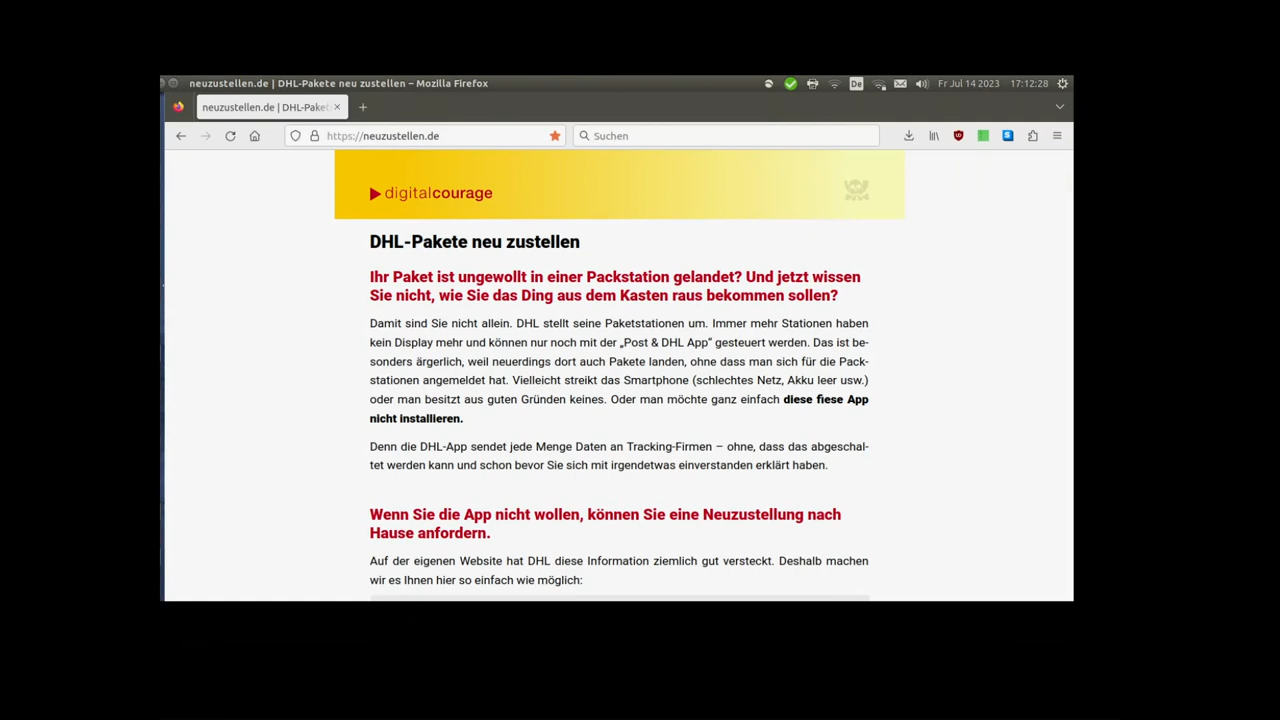 neuzustellen.de | DHL-Pakete neu zustellen – Mozilla Firefox
De
Fr Jul 14 2023
17:12:28
neuzustellen.de | DHL-Paket
https://neuzustellen.de
Suchen
digitalcourage
DHL-Pakete neu zustellen
Ihr Paket ist ungewollt in einer Packstation gelandet? Und jetzt wissen
Sie nicht, wie Sie das Ding aus dem Kasten raus bekommen sollen?
Damit sind Sie nicht allein. DHL stellt seine Paketstationen um. Immer mehr Stationen haben
kein Display mehr und können nur noch mit der „Post & DHL App“ gesteuert werden. Das ist be-
sonders ärgerlich, weil neuerdings dort auch Pakete landen, ohne dass man sich für die Pack-
stationen angemeldet hat. Vielleicht streikt das Smartphone (schlechtes Netz, Akku leer usw.)
oder man besitzt aus guten Gründen keines. Oder man möchte ganz einfach diese fiese App
nicht installieren.
Denn die DHL-App sendet jede Menge Daten an Tracking-Firmen – ohne, dass das abgeschal-
tet werden kann und schon bevor Sie sich mit irgendetwas einverstanden erklärt haben.
Wenn Sie die App nicht wollen, können Sie eine Neuzustellung nach
Hause anfordern.
Auf der eigenen Website hat DHL diese Information ziemlich gut versteckt. Deshalb machen
wir es Ihnen hier so einfach wie möglich: